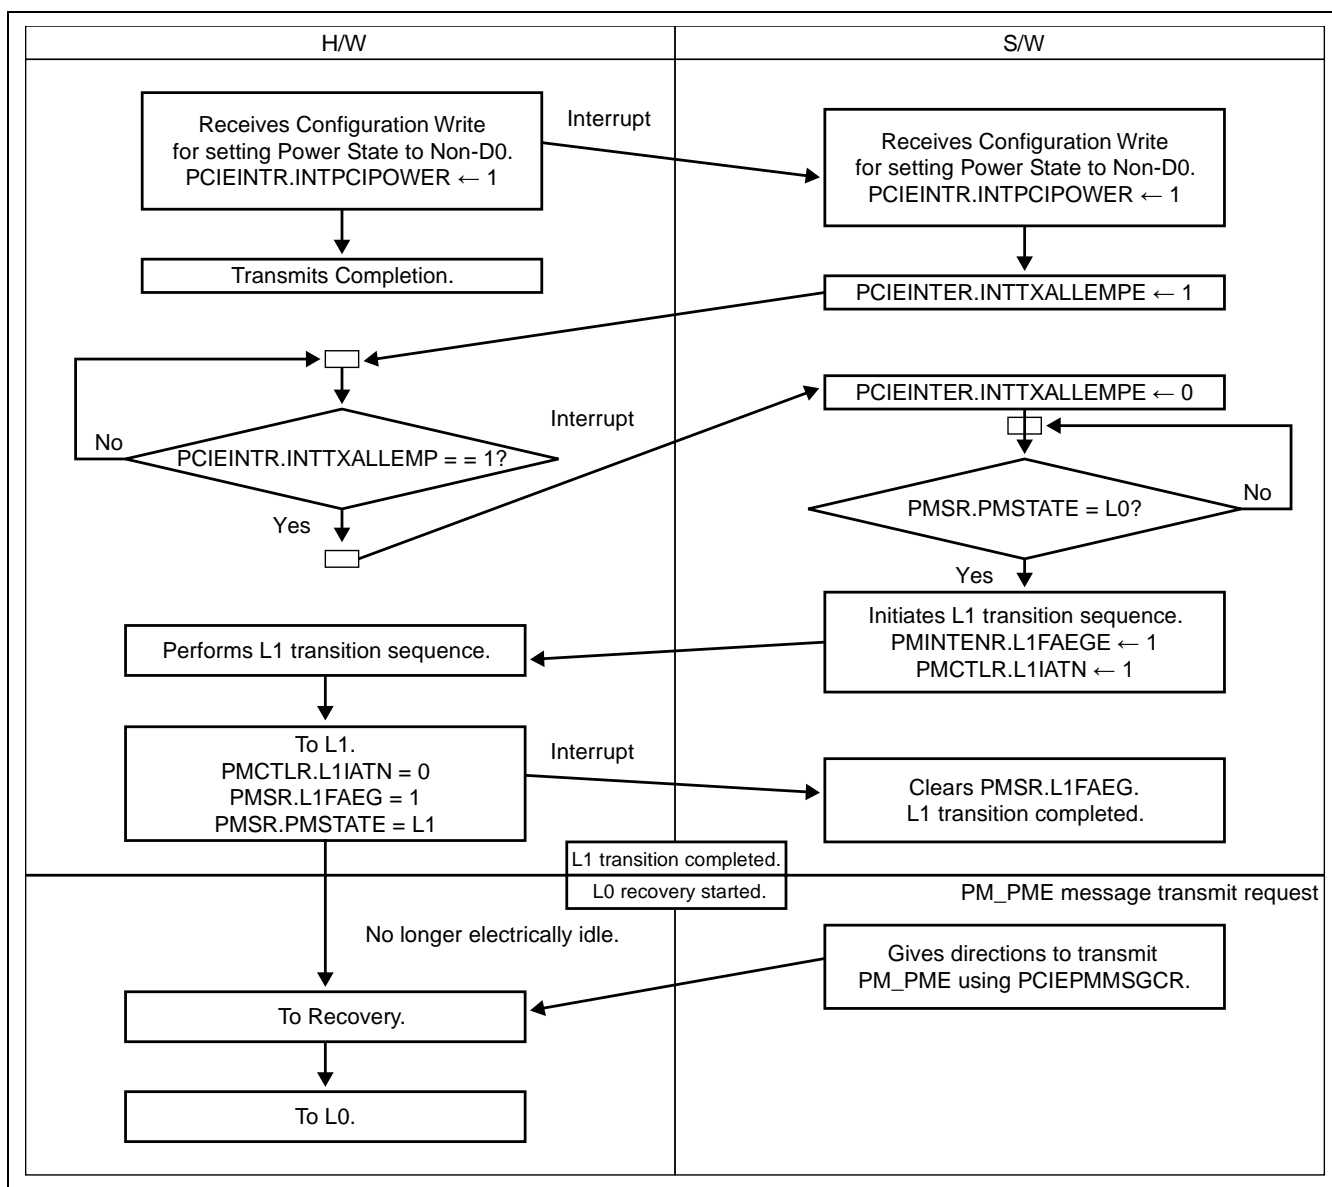 H/W
S/W
Receives Configuration Write
for setting Power State to Non-D0.
PCIEINTR.INTPCIPOWER ← 1
Interrupt
Receives Configuration Write
for setting Power State to Non-D0.
PCIEINTR.INTPCIPOWER ← 1
Transmits Completion.
PCIEINTER.INTTXALLEMPE ← 1
PCIEINTER.INTTXALLEMPE ← 0
Interrupt
No
PCIEINTR.INTTXALLEMP = = 1?
Yes
PMSR.PMSTATE = L0?
No
Yes
Initiates L1 transition sequence.
PMINTENR.L1FAEGE ← 1
PMCTLR.L1IATN ← 1
Performs L1 transition sequence.
To L1.
PMCTLR.L1IATN = 0
PMSR.L1FAEG = 1
PMSR.PMSTATE = L1
Interrupt
Clears PMSR.L1FAEG.
L1 transition completed.
L1 transition completed.
L0 recovery started.
PM_PME message transmit request
No longer electrically idle.
Gives directions to transmit
PM_PME using PCIEPMMSGCR.
To Recovery.
To L0.